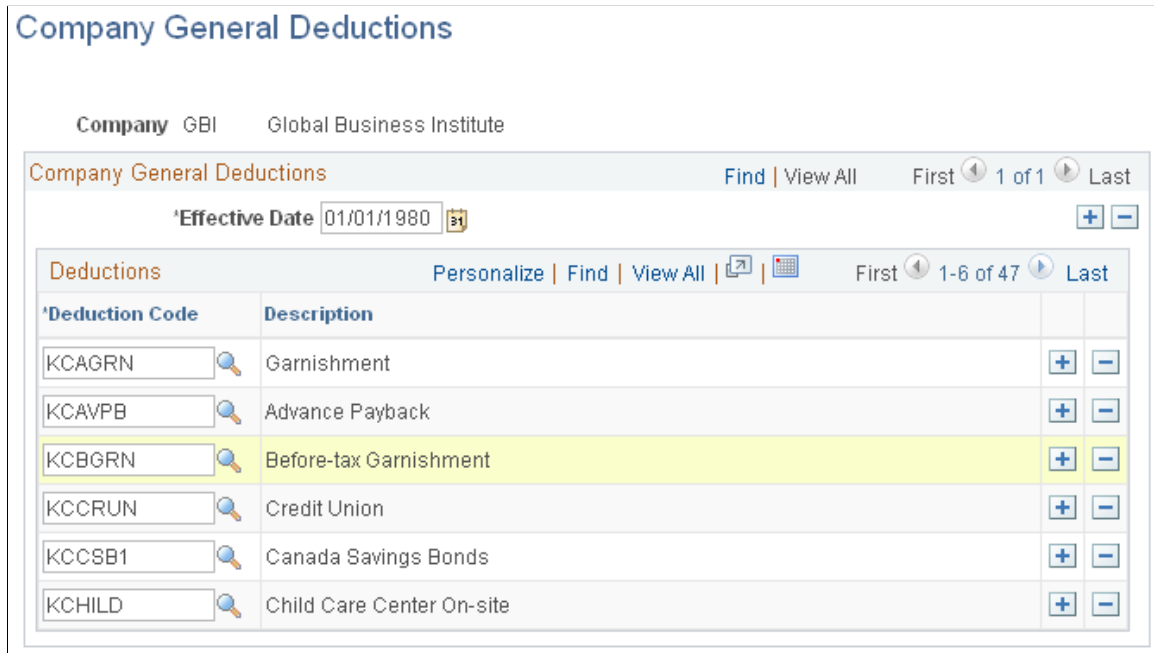 Company General Deductions
Company GBI Global Business Institute
Company General Deductions Find | View All First 1 of 1 Last
*Effective Date 01/01/1980 31
Deductions Personalize | Find | View All | | First 1-6 of 47 Last
*Deduction Code Description
KCAGRN Garnishment
KCAVPB Advance Payback
KCBGRN Before-tax Garnishment
KCCRUN Credit Union
KCCSB1 Canada Savings Bonds
KCHILD Child Care Center On-site